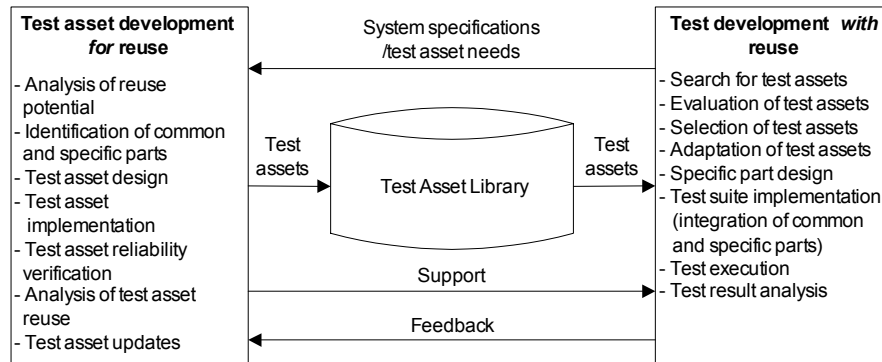 Test asset development
for reuse
- Analysis of reuse
potential
- Identification of common
and specific parts
- Test asset design
- Test asset
implementation
- Test asset reliability
verification
- Analysis of test asset
reuse
- Test asset updates
System specifications
/test asset needs
Test
assets
Test Asset Library
Test
assets
Support
Feedback
Test development with
reuse
- Search for test assets
- Evaluation of test assets
- Selection of test assets
- Adaptation of test assets
- Specific part design
- Test suite implementation
(integration of common
and specific parts)
- Test execution
- Test result analysis